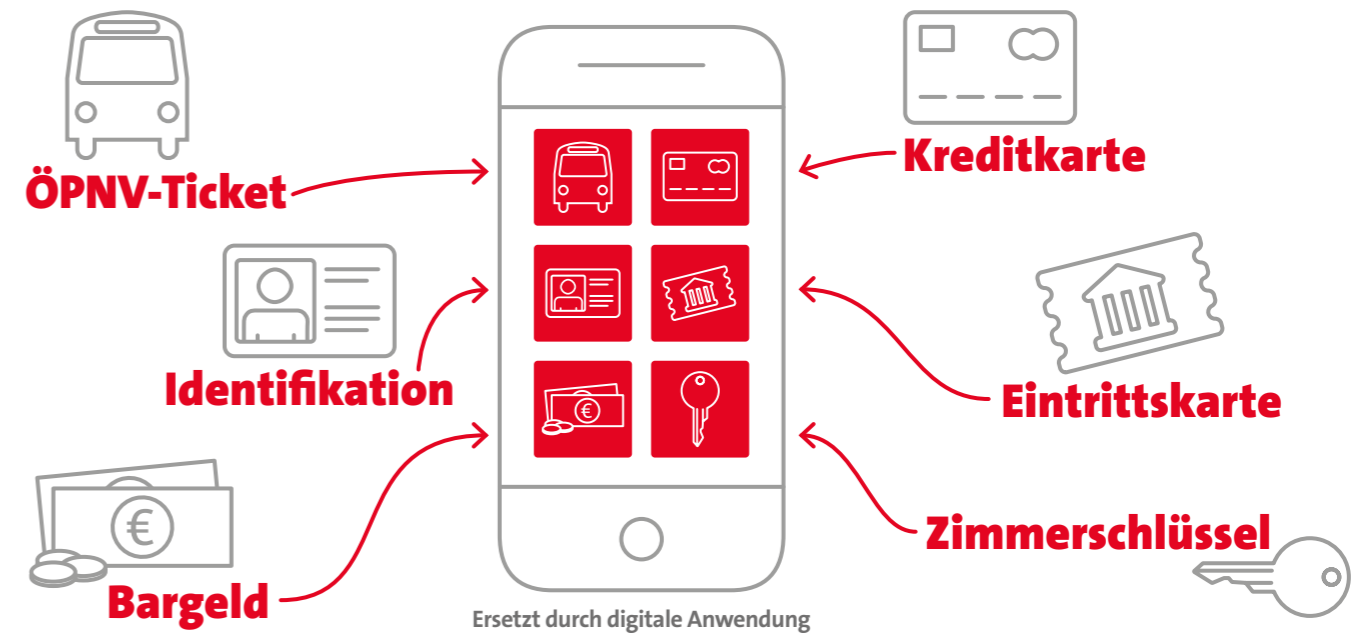 ÖPNV-Ticket
Kreditkarte
Identifikation
Eintrittskarte
€
€
Bargeld
Zimmerschlüssel
Ersetzt durch digitale Anwendung